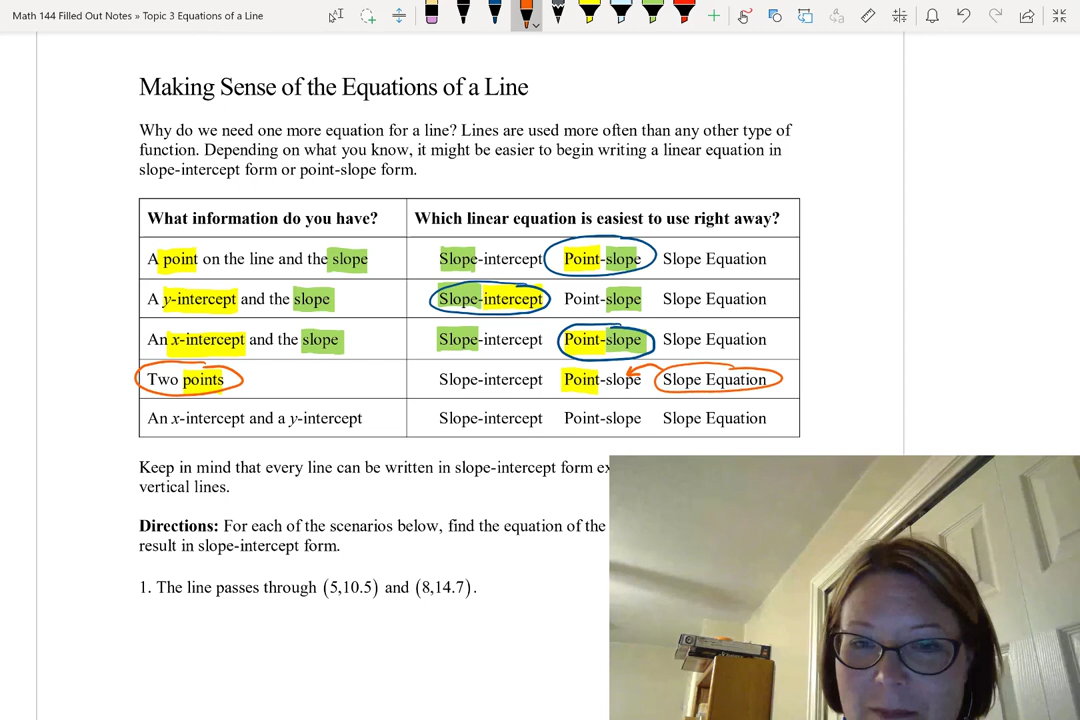 Math 144 Filled Out Notes » Topic 3 Equations of a Line
Making Sense of the Equations of a Line
Why do we need one more equation for a line? Lines are used more often than any other type of
function. Depending on what you know, it might be easier to begin writing a linear equation in
slope-intercept form or point-slope form.
What information do you have? Which linear equation is easiest to use right away?
A point on the line and the slope Slope-intercept Point-slope Slope Equation
A y-intercept and the slope Slope-intercept Point-slope Slope Equation
An x-intercept and the slope Slope-intercept Point-slope Slope Equation
Two points Slope-intercept Point-slope Slope Equation
An x-intercept and a y-intercept Slope-intercept Point-slope Slope Equation
Keep in mind that every line can be written in slope-intercept form
vertical lines.
Directions: For each of the scenarios below, find the equation of the
result in slope-intercept form.
1. The line passes through (5,10.5) and (8,14.7).